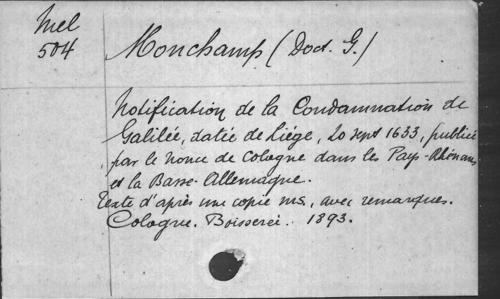 Mel
504
Monchamp (Doct. G.)
Notification de la Condamnation de
Galilée, datée de Liége, 20 sept 1633, publiée
par le nonce de Cologne dans les Pays-Rhénans
et la Basse-Allemagne.
Texte d'après une copie ms, avec remarques.
Cologne. Boisserée. 1893.